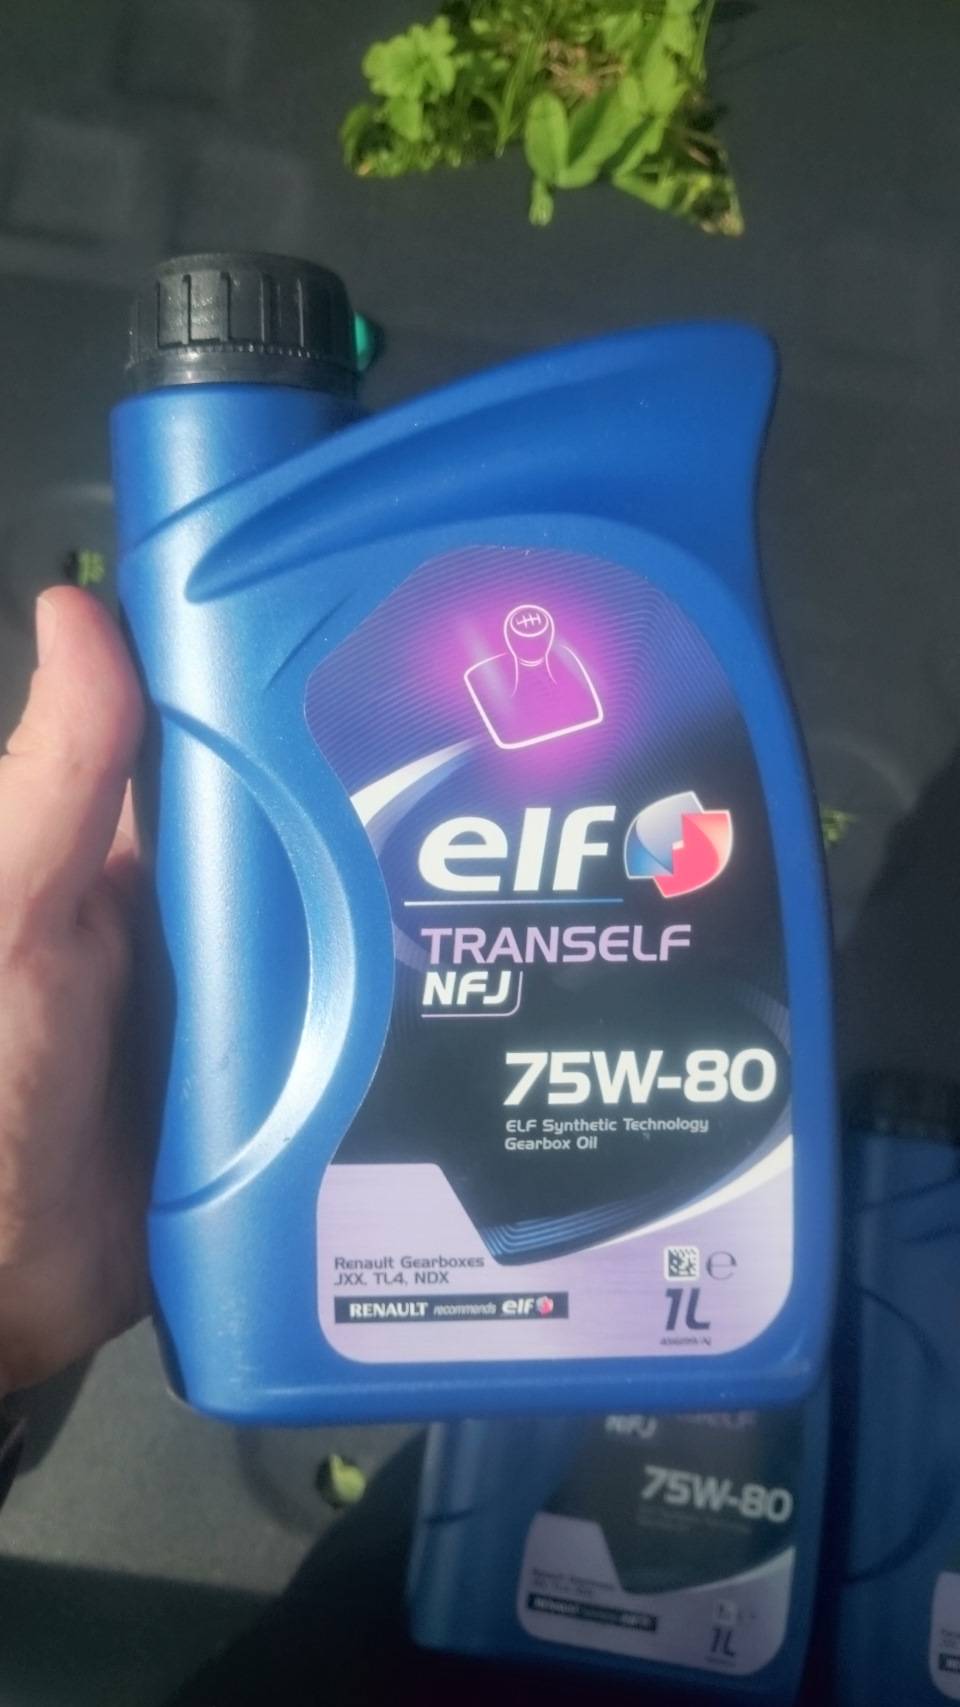 elf
TRANSELF
NFJ
75W-80
ELF Synthetic Technology
Gearbox Oil
Renault Gearboxes
JXX, TL4, NDX
RENAULT recommends elf
1L
NFJ
75W-80
1L